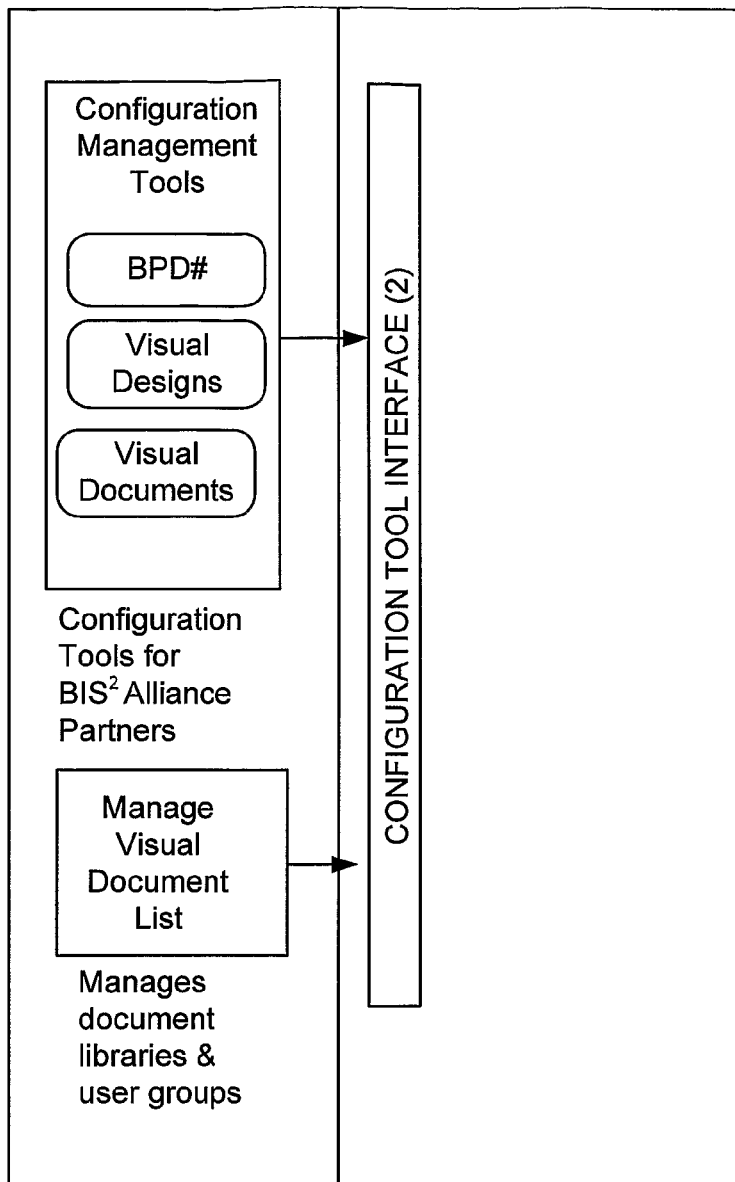 Configuration
Management
Tools
BPD#
Visual
Designs
Visual
Documents
Configuration
Tools for
BIS² Alliance
Partners
Manage
Visual
Document
List
Manages
document
libraries &
user groups
CONFIGURATION TOOL INTERFACE (2)